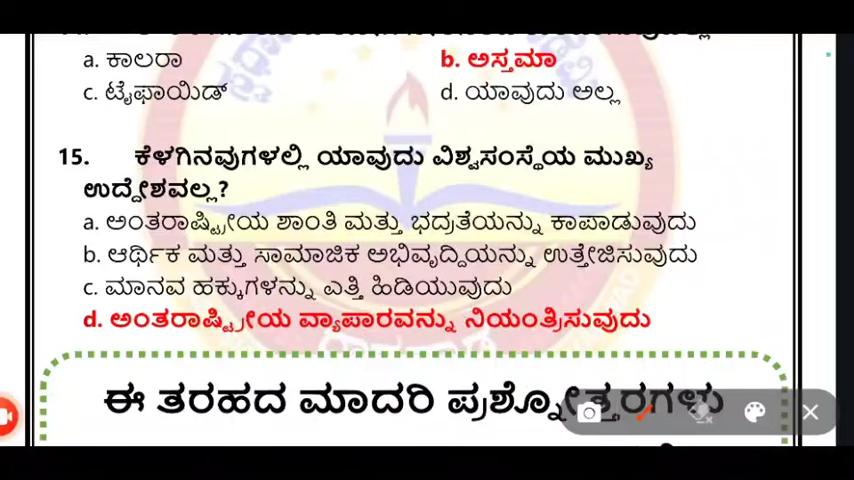 a. ಕಾಲರಾ
b. ಅಸ್ತಮಾ
c. ಟೈಫಾಯಿಡ್
d. ಯಾವುದು ಅಲ್ಲ
15. ಕೆಳಗಿನವುಗಳಲ್ಲಿ ಯಾವುದು ವಿಶ್ವಸಂಸ್ಥೆಯ ಮುಖ್ಯ
ಉದ್ದೇಶವಲ್ಲ?
a. ಅಂತರಾಷ್ಟ್ರೀಯ ಶಾಂತಿ ಮತ್ತು ಭದ್ರತೆಯನ್ನು ಕಾಪಾಡುವುದು
b. ಆರ್ಥಿಕ ಮತ್ತು ಸಾಮಾಜಿಕ ಅಭಿವೃದ್ದಿಯನ್ನು ಉತ್ತೇಜಿಸುವುದು
c. ಮಾನವ ಹಕ್ಕುಗಳನ್ನು ಎತ್ತಿ ಹಿಡಿಯುವುದು
d. ಅಂತರಾಷ್ಟ್ರೀಯ ವ್ಯಾಪಾರವನ್ನು ನಿಯಂತ್ರಿಸುವುದು
ಈ ತರಹದ ಮಾದರಿ ಪ್ರಶ್ನೋತ್ತರಗಳು